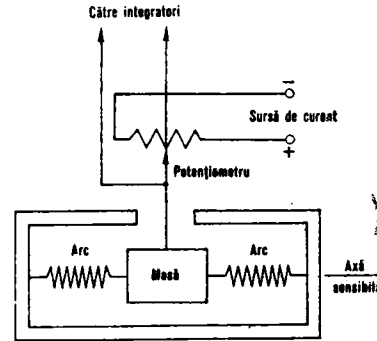 Către integratori
−
Sursă de curent
+
Potențiometru
Arc
Arc
Masă
Axă
sensibilă